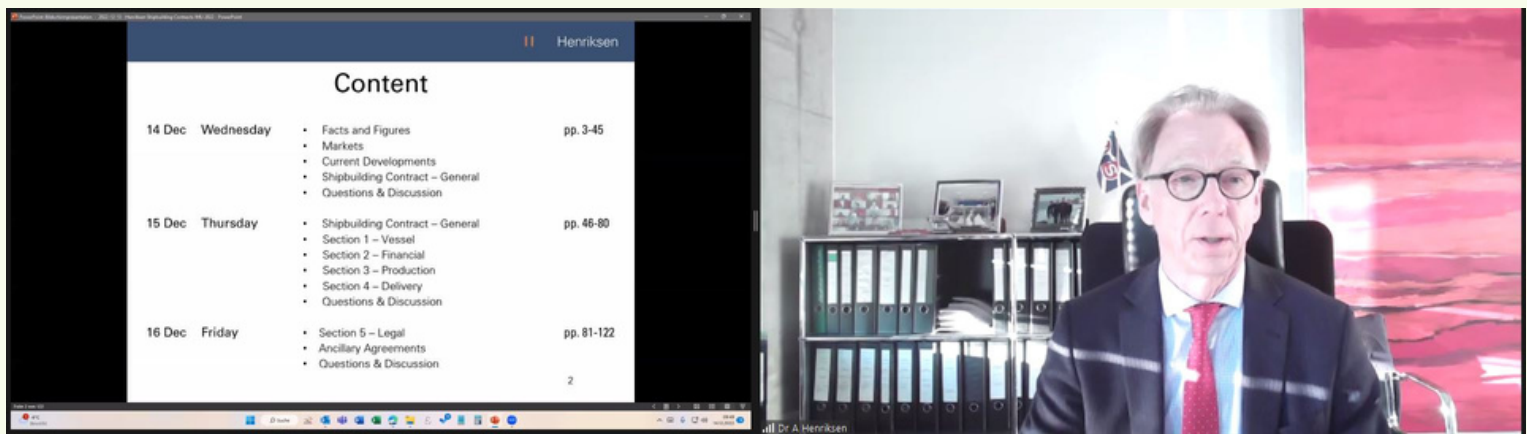 Henriksen
Content
14 Dec Wednesday • Facts and Figures pp. 3-45
• Markets
• Current Developments
• Shipbuilding Contract – General
• Questions & Discussion
15 Dec Thursday • Shipbuilding Contract – General pp. 46-80
• Section 1 – Vessel
• Section 2 – Financial
• Section 3 – Production
• Section 4 – Delivery
• Questions & Discussion
16 Dec Friday • Section 5 – Legal pp. 81-122
• Ancillary Agreements
• Questions & Discussion
2
Dr A Henriksen